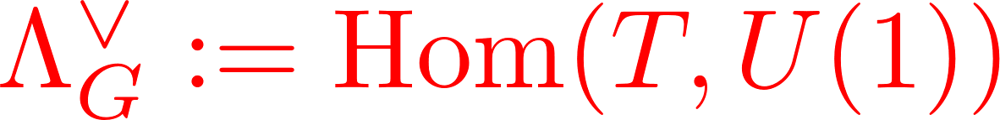 Λ_G^∨ := Hom(T, U(1))